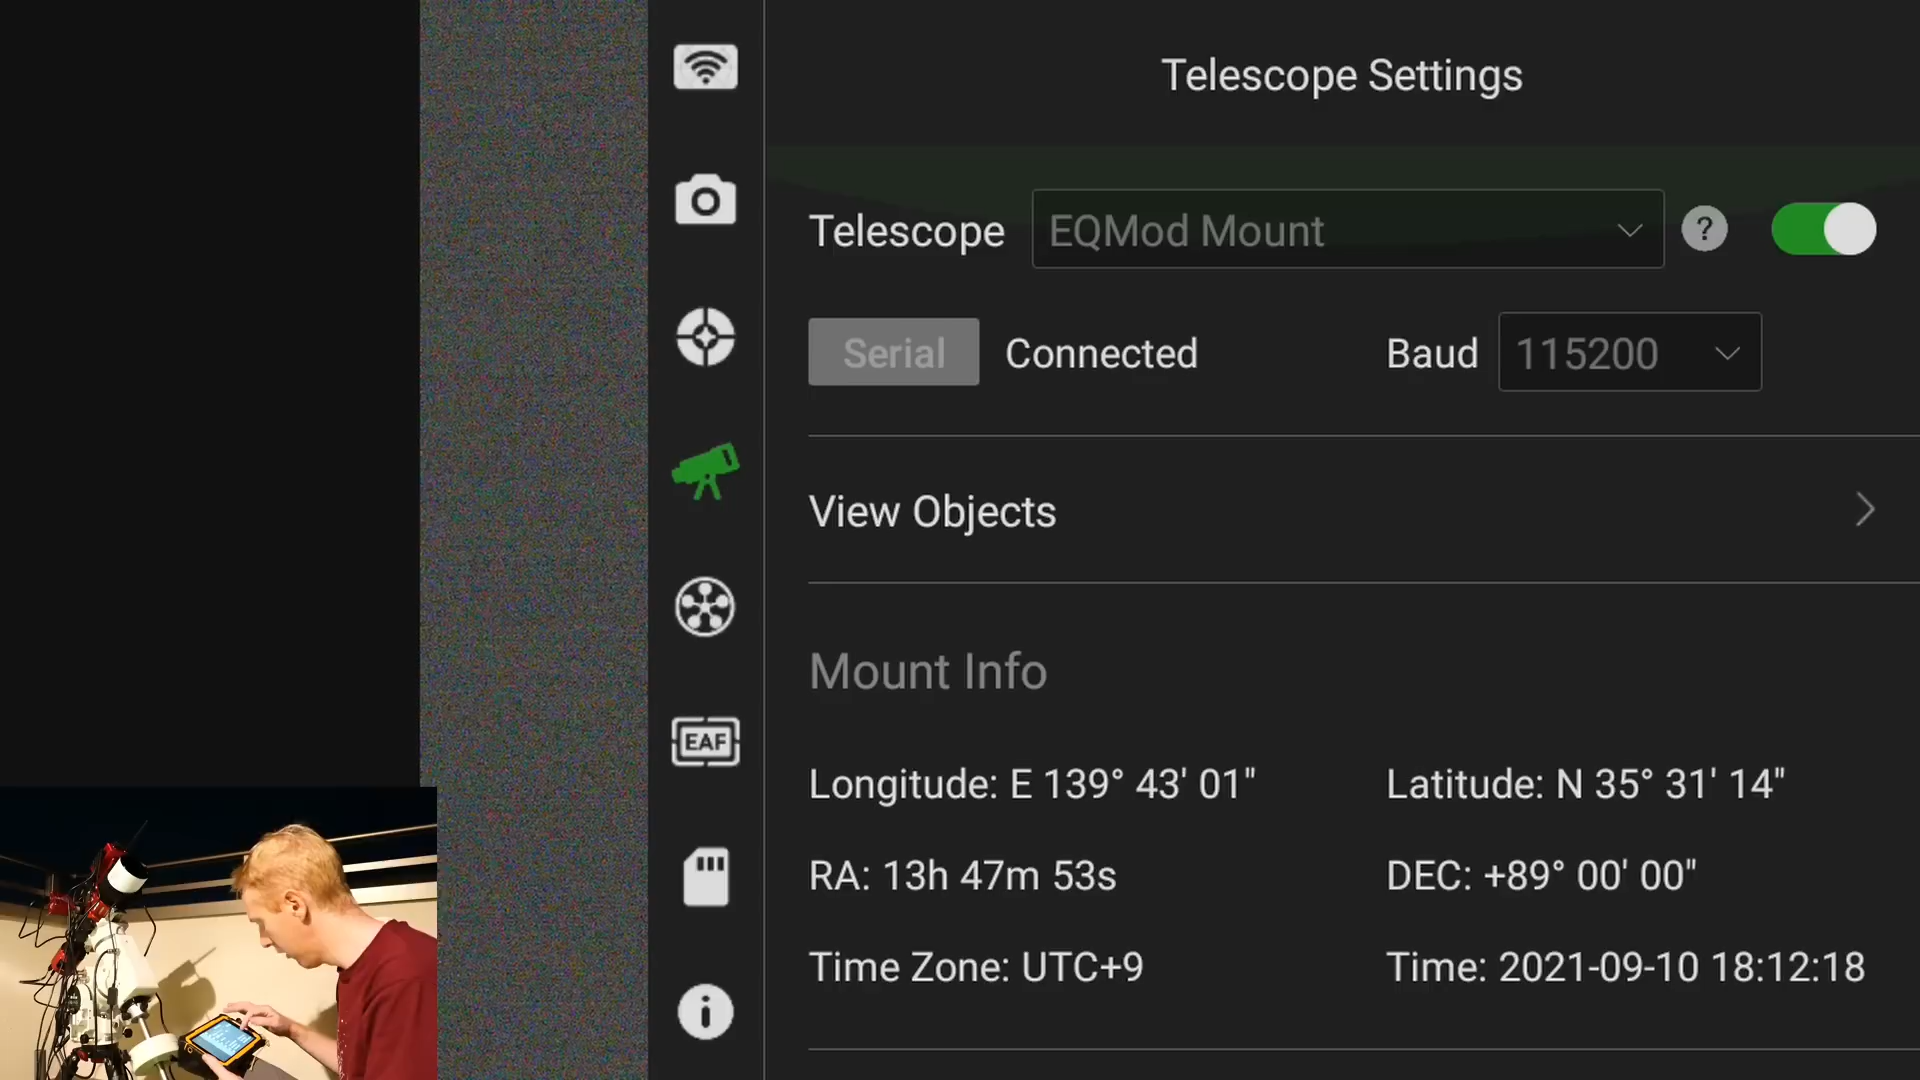 Telescope Settings
Telescope EQMod Mount ?
Serial Connected Baud 115200
View Objects
Mount Info
EAF
Longitude: E 139° 43' 01" Latitude: N 35° 31' 14"
RA: 13h 47m 53s DEC: +89° 00' 00"
Time Zone: UTC+9 Time: 2021-09-10 18:12:18